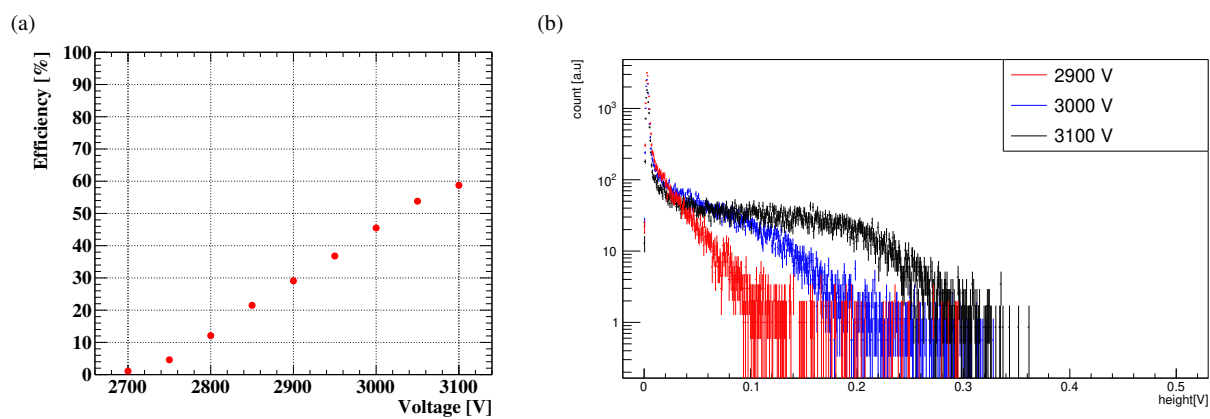 (a)
Efficiency [%]
100
90
80
70
60
50
40
30
20
10
0
2700 2800 2900 3000 3100
Voltage [V]
(b)
count [a.u]
10³
10²
10
1
2900 V
3000 V
3100 V
0 0.1 0.2 0.3 0.4 0.5
height[V]